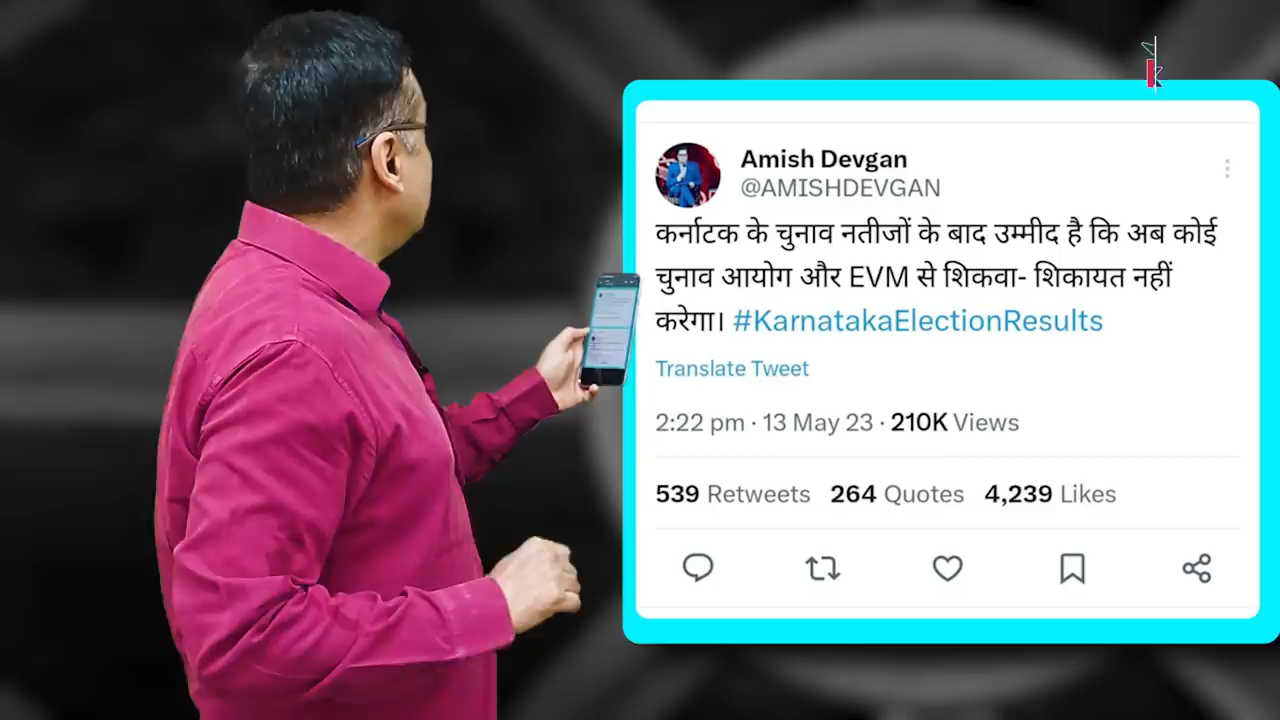 Amish Devgan
@AMISHDEVGAN
कर्नाटक के चुनाव नतीजों के बाद उम्मीद है कि अब कोई
चुनाव आयोग और EVM से शिकवा- शिकायत नहीं
करेगा। #KarnatakaElectionResults
Translate Tweet
2:22 pm · 13 May 23 · 210K Views
539 Retweets 264 Quotes 4,239 Likes